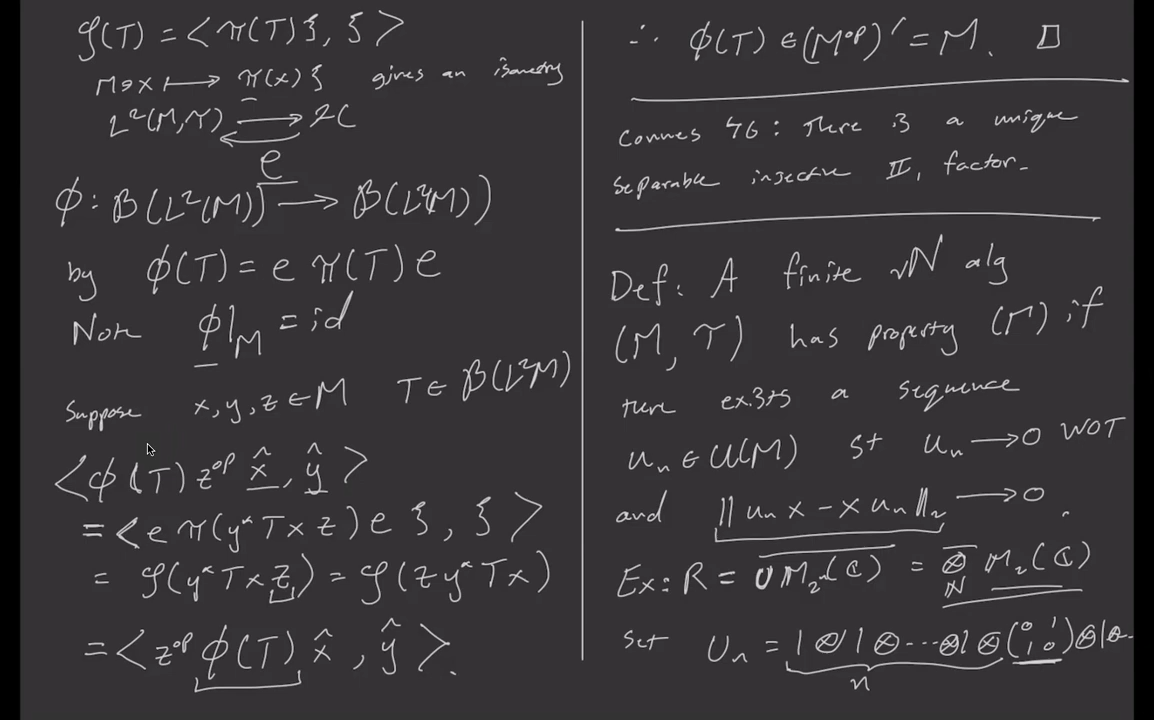 φ(T) = < π(T)ξ, ξ >
M∋x ⟼ π(x)ξ gives an isometry
L²(M,τ) ⇄ ℋ
e
ϕ: B(L²(M)) ⟶ B(L²(M))
by ϕ(T) = e π(T) e
Note ϕ|_M = id
Suppose x,y,z ∈ M T ∈ B(L²M)
< ϕ(T) z^op x̂, ŷ >
= < e π(y* T x z) e ξ, ξ >
= φ(y* T x z) = φ(z y* T x)
= < z^op ϕ(T) x̂, ŷ >.
∴ ϕ(T) ∈ (M^op)' = M. □
Connes 76: There is a unique
separable injective II₁ factor.
Def: A finite vN alg
(M, τ) has property (Γ) if
there exists a sequence
u_n ∈ U(M) st u_n ⟶ 0 WOT
and ‖u_n x − x u_n‖₂ ⟶ 0.
Ex: R = \overline{∪ M_{2^n}(ℂ)} = \overline{⊗}_ℕ M₂(ℂ)
Set U_n = 1 ⊗ 1 ⊗ ... ⊗ 1 ⊗ (0 1 ; 1 0) ⊗ 1 ⊗ ..
n